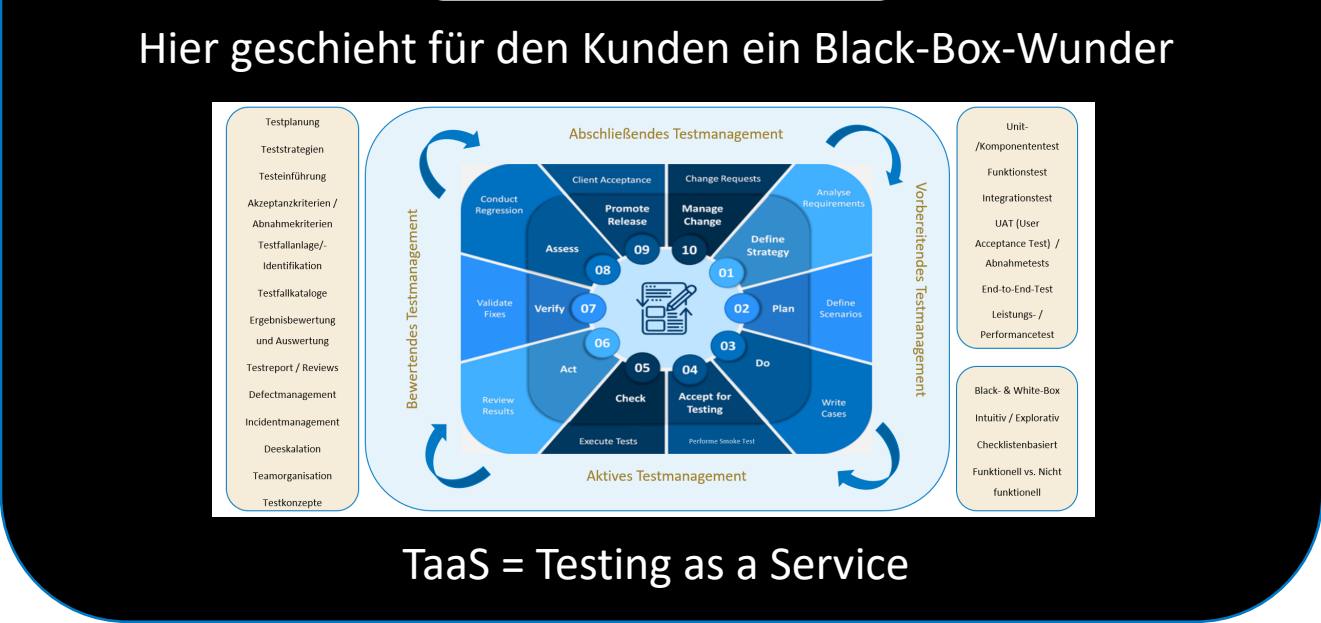 Hier geschieht für den Kunden ein Black-Box-Wunder
Testplanung
Teststrategien
Testeinführung
Akzeptanzkriterien /
Abnahmekriterien
Testfallanlage/-
Identifikation
Testfallkataloge
Ergebnisbewertung
und Auswertung
Testreport / Reviews
Defectmanagement
Incidentmanagement
Deeskalation
Teamorganisation
Testkonzepte
Abschließendes Testmanagement
Vorbereitendes Testmanagement
Aktives Testmanagement
Bewertendes Testmanagement
Analyse
Requirements
Define
Strategy
01
Define
Scenarios
Plan
02
Write
Cases
Do
03
Performe Smoke Test
Accept for
Testing
04
Execute Tests
Check
05
Review
Results
Act
06
Validate
Fixes
Verify
07
Conduct
Regression
Assess
08
Client Acceptance
Promote
Release
09
Change Requests
Manage
Change
10
Unit-
/Komponententest
Funktionstest
Integrationstest
UAT (User
Acceptance Test) /
Abnahmetests
End-to-End-Test
Leistungs- /
Performancetest
Black- & White-Box
Intuitiv / Explorativ
Checklistenbasiert
Funktionell vs. Nicht
funktionell
TaaS = Testing as a Service